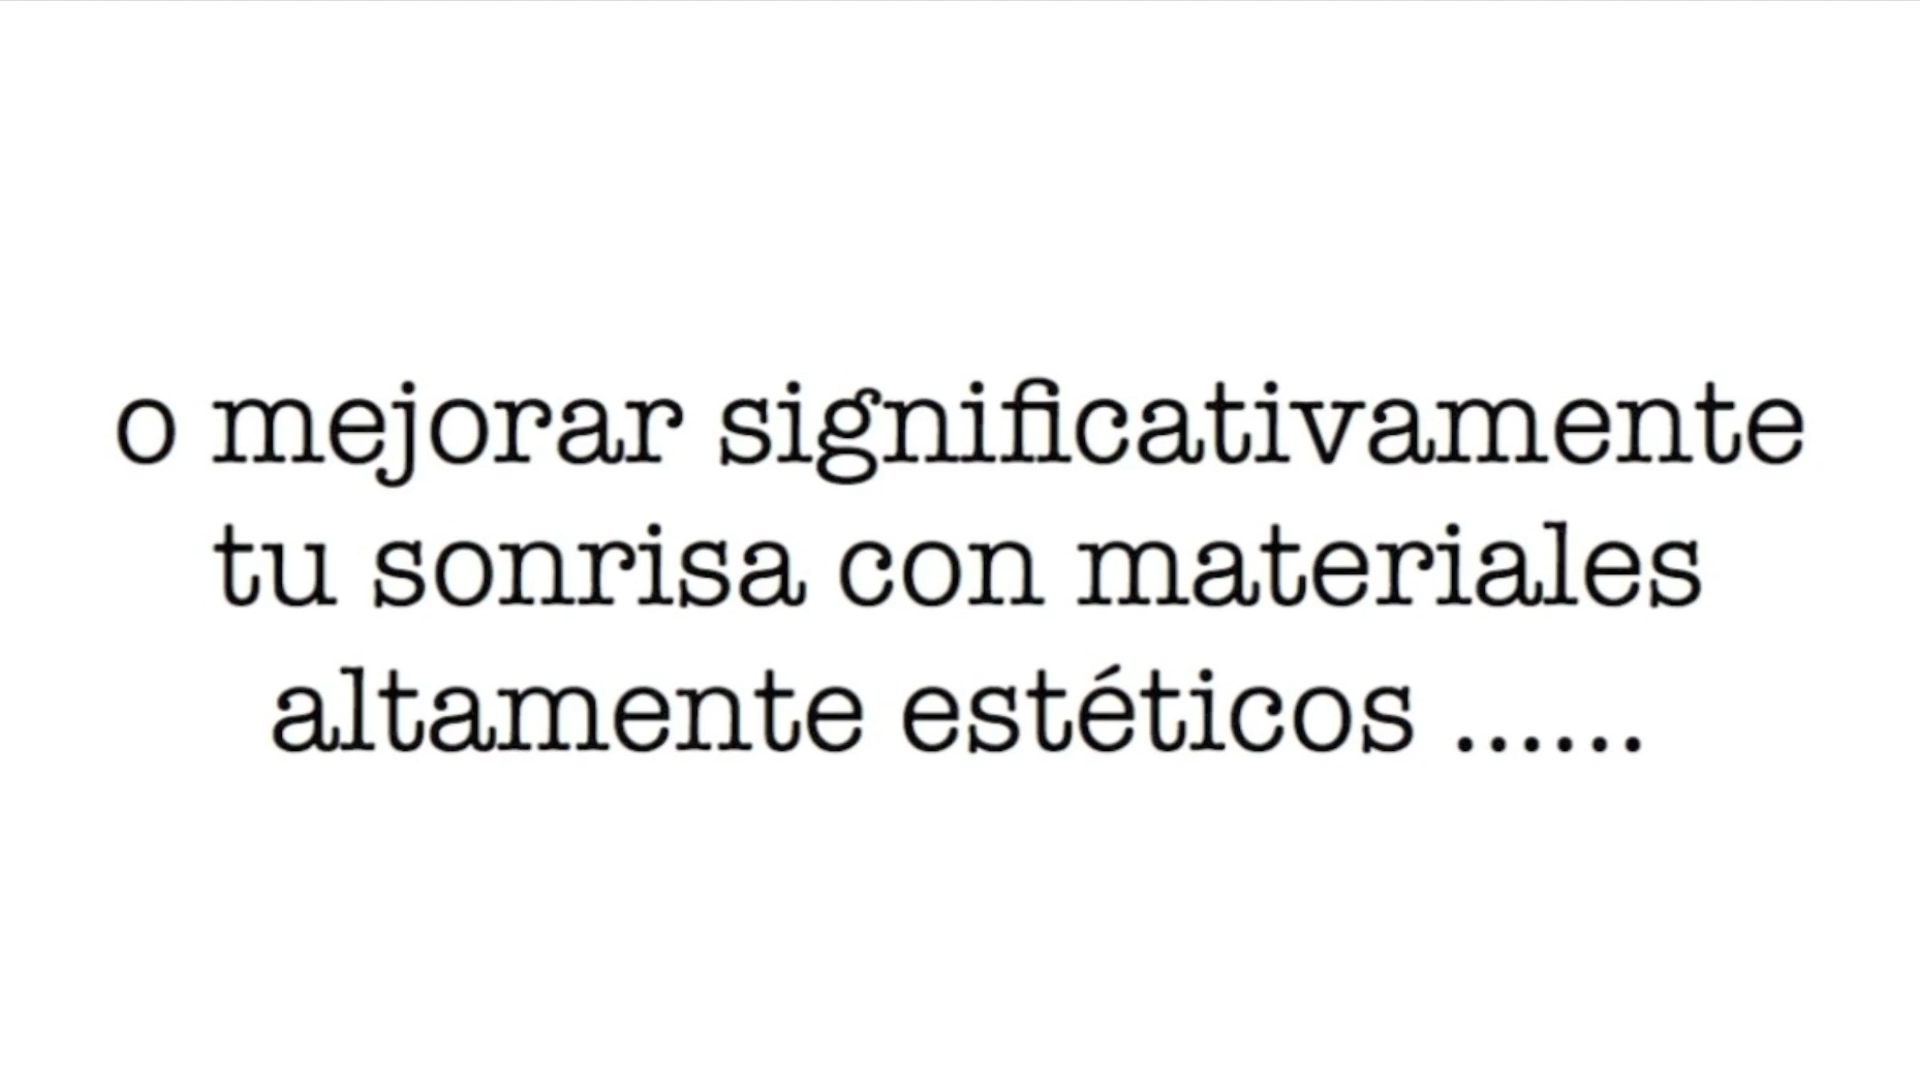 o mejorar significativamente
tu sonrisa con materiales
altamente estéticos ......